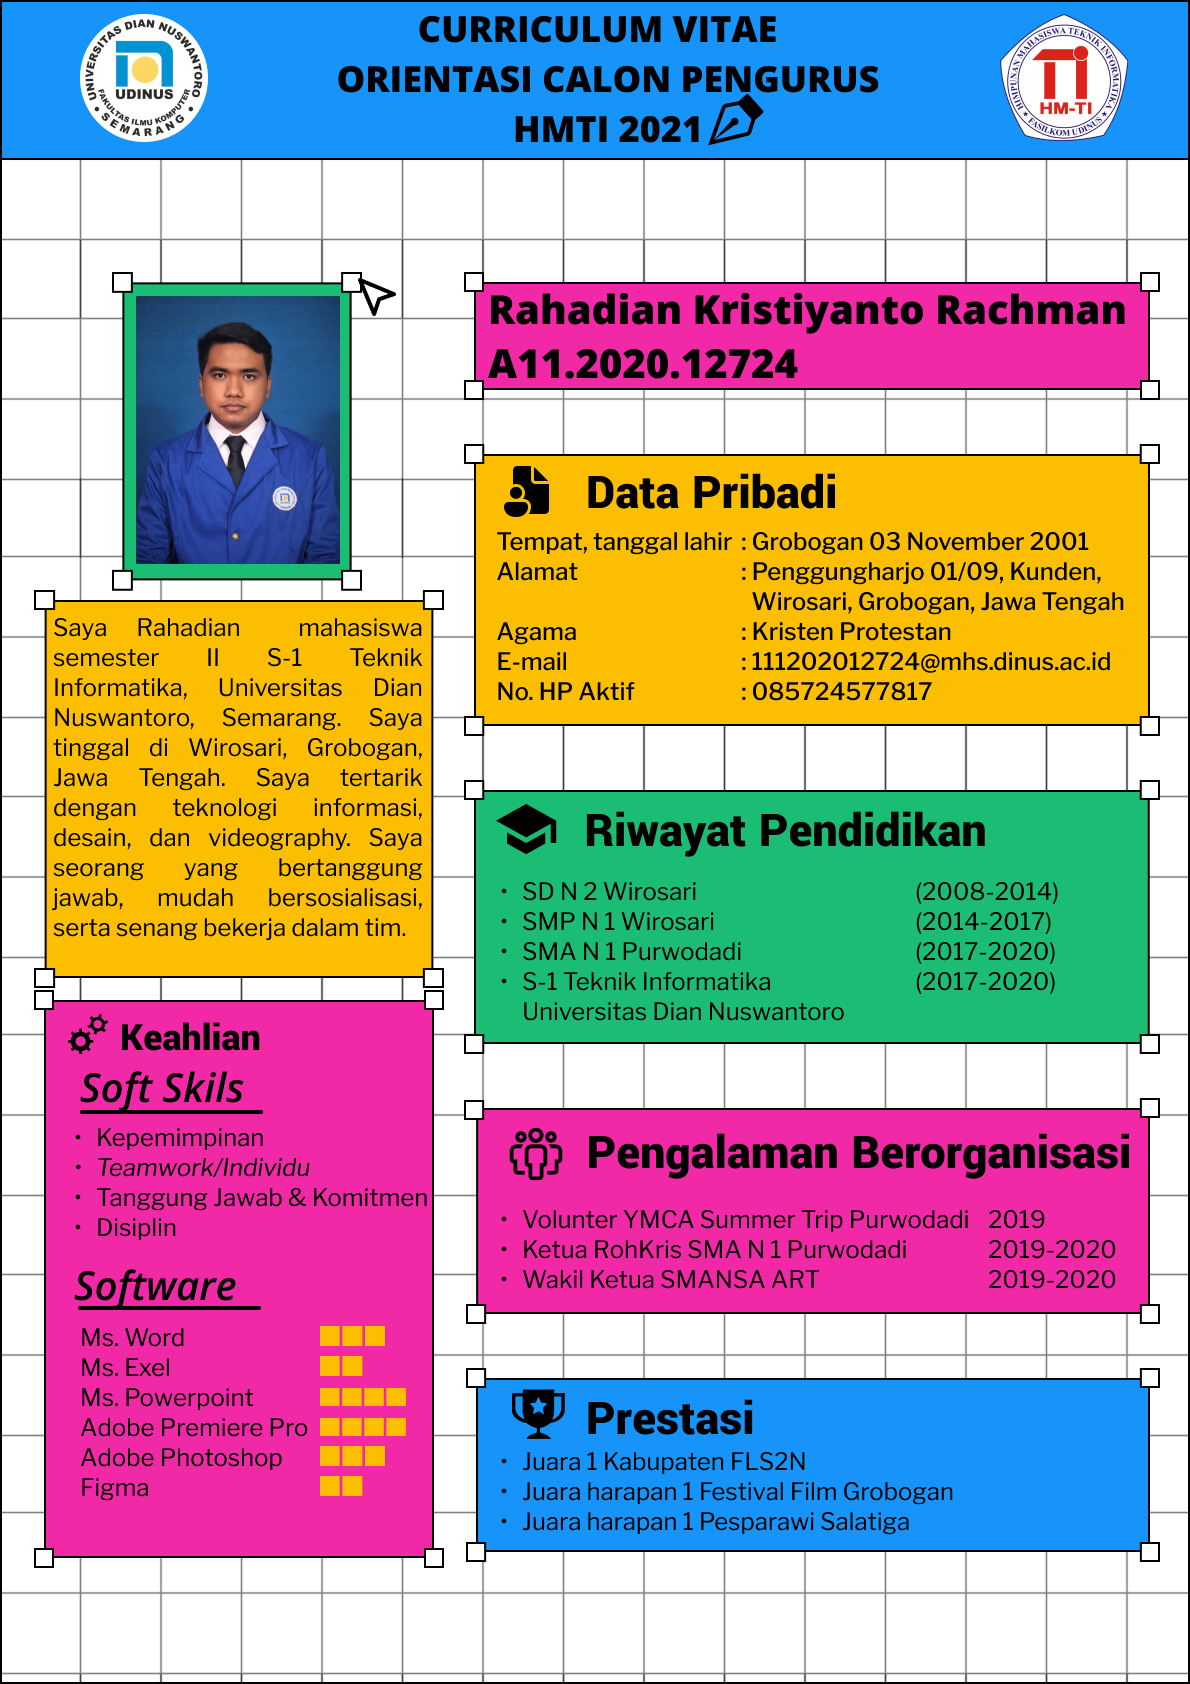 CURRICULUM VITAE
ORIENTASI CALON PENGURUS
HMTI 2021
UNIVERSITAS DIAN NUSWANTORO
UDINUS
FAKULTAS ILMU KOMPUTER
• SEMARANG •
HIMPUNAN MAHASISWA TEKNIK INFORMATIKA
HM-TI
FASILKOM UDINUS
Rahadian Kristiyanto Rachman
A11.2020.12724
Saya Rahadian mahasiswa
semester II S-1 Teknik
Informatika, Universitas Dian
Nuswantoro, Semarang. Saya
tinggal di Wirosari, Grobogan,
Jawa Tengah. Saya tertarik
dengan teknologi informasi,
desain, dan videography. Saya
seorang yang bertanggung
jawab, mudah bersosialisasi,
serta senang bekerja dalam tim.
Keahlian
Soft Skils
• Kepemimpinan
• Teamwork/Individu
• Tanggung Jawab & Komitmen
• Disiplin
Software
Ms. Word
Ms. Exel
Ms. Powerpoint
Adobe Premiere Pro
Adobe Photoshop
Figma
Data Pribadi
Tempat, tanggal lahir : Grobogan 03 November 2001
Alamat : Penggungharjo 01/09, Kunden,
Wirosari, Grobogan, Jawa Tengah
Agama : Kristen Protestan
E-mail : 111202012724@mhs.dinus.ac.id
No. HP Aktif : 085724577817
Riwayat Pendidikan
• SD N 2 Wirosari (2008-2014)
• SMP N 1 Wirosari (2014-2017)
• SMA N 1 Purwodadi (2017-2020)
• S-1 Teknik Informatika (2017-2020)
Universitas Dian Nuswantoro
Pengalaman Berorganisasi
• Volunter YMCA Summer Trip Purwodadi 2019
• Ketua RohKris SMA N 1 Purwodadi 2019-2020
• Wakil Ketua SMANSA ART 2019-2020
Prestasi
• Juara 1 Kabupaten FLS2N
• Juara harapan 1 Festival Film Grobogan
• Juara harapan 1 Pesparawi Salatiga